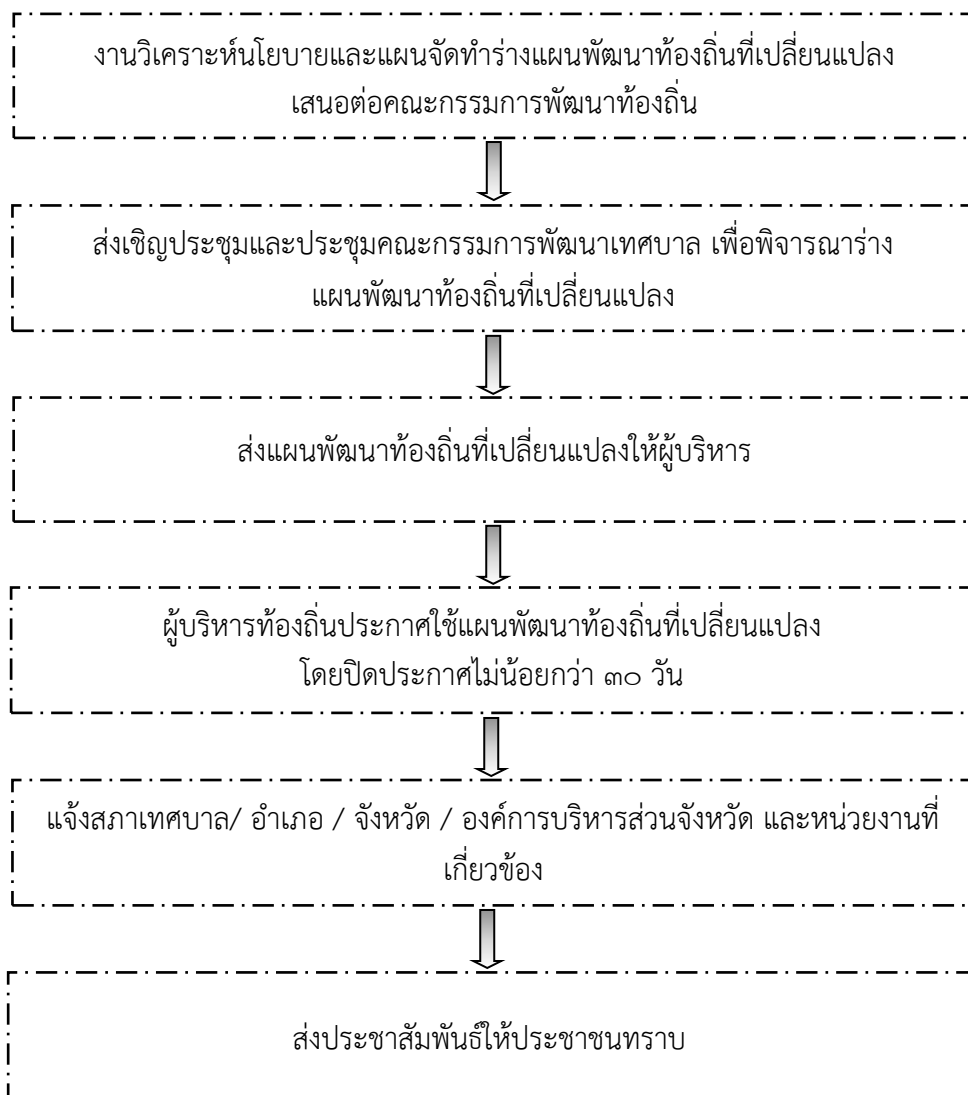 งานวิเคราะห์นโยบายและแผนจัดทำร่างแผนพัฒนาท้องถิ่นที่เปลี่ยนแปลง
เสนอต่อคณะกรรมการพัฒนาท้องถิ่น
ส่งเชิญประชุมและประชุมคณะกรรมการพัฒนาเทศบาล เพื่อพิจารณาร่าง
แผนพัฒนาท้องถิ่นที่เปลี่ยนแปลง
ส่งแผนพัฒนาท้องถิ่นที่เปลี่ยนแปลงให้ผู้บริหาร
ผู้บริหารท้องถิ่นประกาศใช้แผนพัฒนาท้องถิ่นที่เปลี่ยนแปลง
โดยปิดประกาศไม่น้อยกว่า ๓๐ วัน
แจ้งสภาเทศบาล/ อำเภอ / จังหวัด / องค์การบริหารส่วนจังหวัด และหน่วยงานที่
เกี่ยวข้อง
ส่งประชาสัมพันธ์ให้ประชาชนทราบ